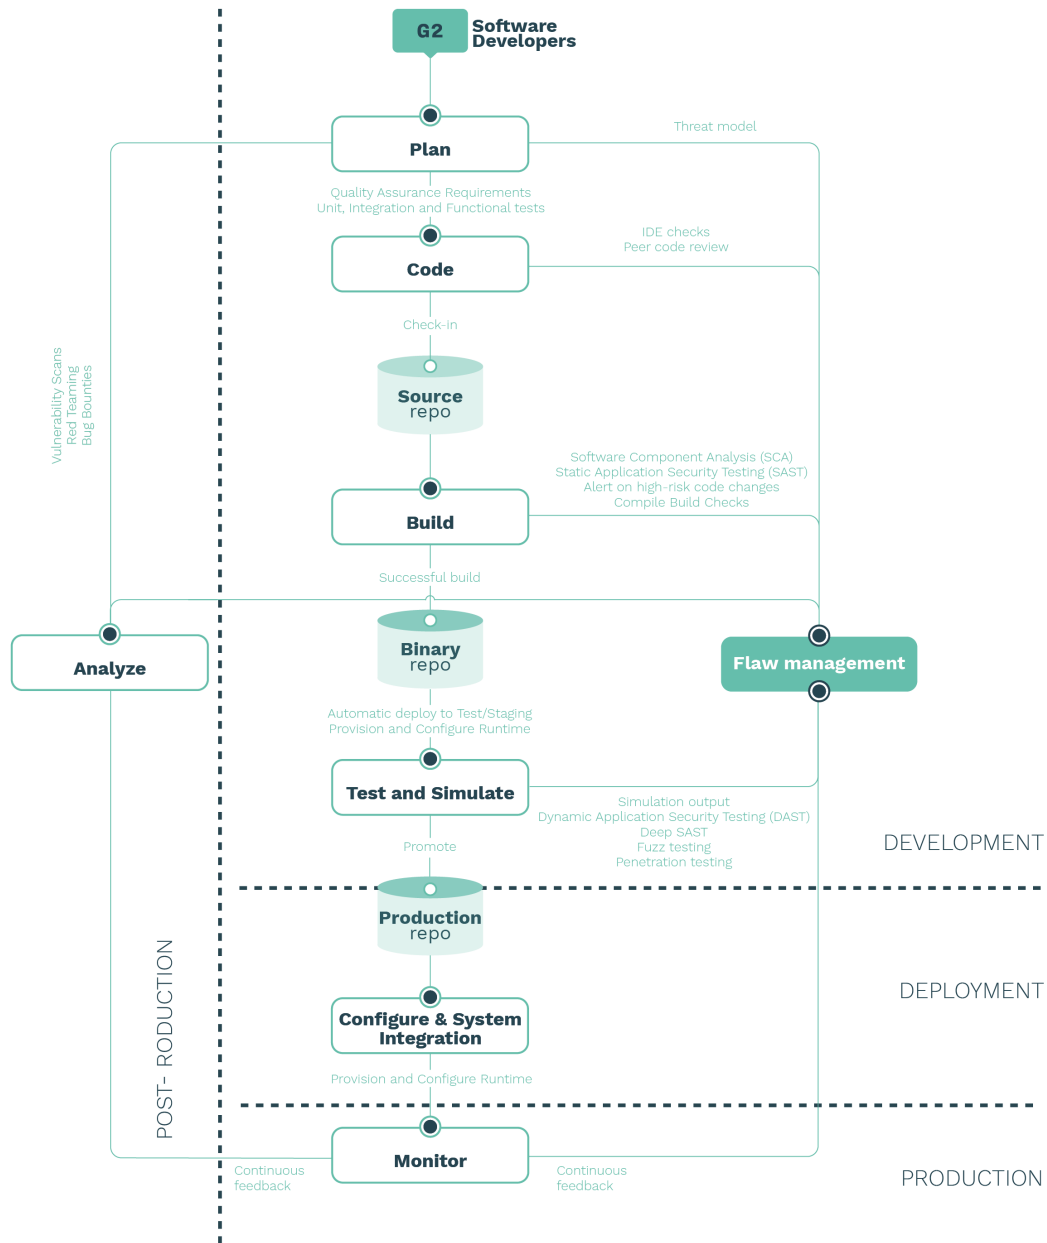 G2
Software
Developers
Threat model
Plan
Quality Assurance Requirements
Unit, Integration and Functional tests
IDE checks
Peer code review
Code
Check-in
Vulnerability Scans
Red Teaming
Bug Bounties
Source
repo
Software Component Analysis (SCA)
Static Application Security Testing (SAST)
Alert on high-risk code changes
Compile Build Checks
Build
Successful build
Binary
repo
Analyze
Flaw management
Automatic deploy to Test/Staging
Provision and Configure Runtime
Test and Simulate
Simulation output
Dynamic Application Security Testing (DAST)
Deep SAST
Fuzz testing
Penetration testing
Promote
DEVELOPMENT
Production
repo
POST- RODUCTION
DEPLOYMENT
Configure & System
Integration
Provision and Configure Runtime
Monitor
Continuous
feedback
Continuous
feedback
PRODUCTION